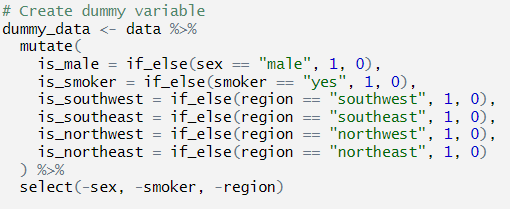 # Create dummy variable
dummy_data <- data %>%
  mutate(
    is_male = if_else(sex == "male", 1, 0),
    is_smoker = if_else(smoker == "yes", 1, 0),
    is_southwest = if_else(region == "southwest", 1, 0),
    is_southeast = if_else(region == "southeast", 1, 0),
    is_northwest = if_else(region == "northwest", 1, 0),
    is_northeast = if_else(region == "northeast", 1, 0)
  ) %>%
  select(-sex, -smoker, -region)